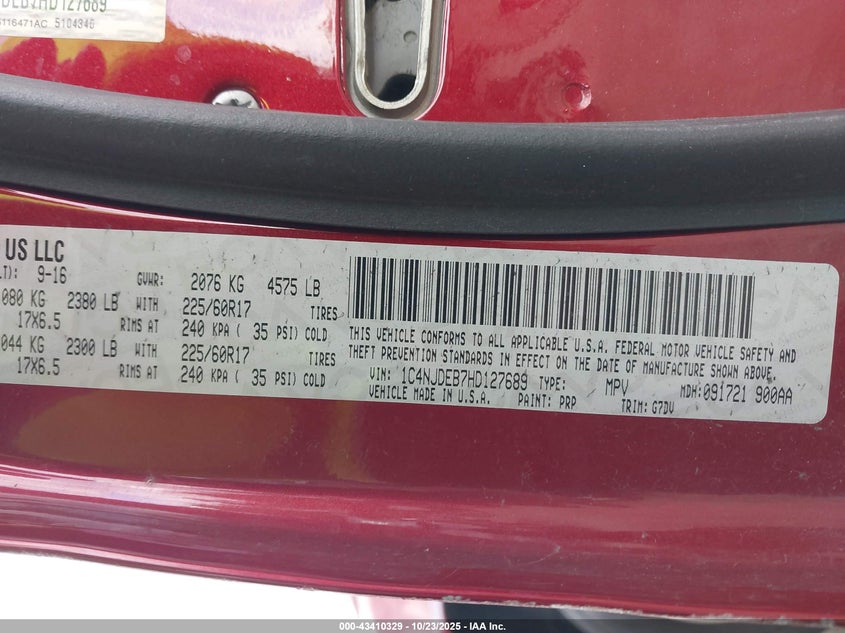 DEB7HD127689
5116471AC 5104346
US LLC
LT): 9-16 GVWR: 2076 KG 4575 LB
080 KG 2380 LB WITH 225/60R17 TIRES
17X6.5 RIMS AT 240 KPA ( 35 PSI) COLD
044 KG 2300 LB WITH 225/60R17 TIRES
17X6.5 RIMS AT 240 KPA ( 35 PSI) COLD
THIS VEHICLE CONFORMS TO ALL APPLICABLE U.S.A. FEDERAL MOTOR VEHICLE SAFETY AND
THEFT PREVENTION STANDARDS IN EFFECT ON THE DATE OF MANUFACTURE SHOWN ABOVE.
VIN: 1C4NJDEB7HD127689 TYPE: MPV MDH:091721 900AA
VEHICLE MADE IN U.S.A. PAINT: PRP TRIM: G7DV
000-43410329 - 10/23/2025 - IAA Inc.